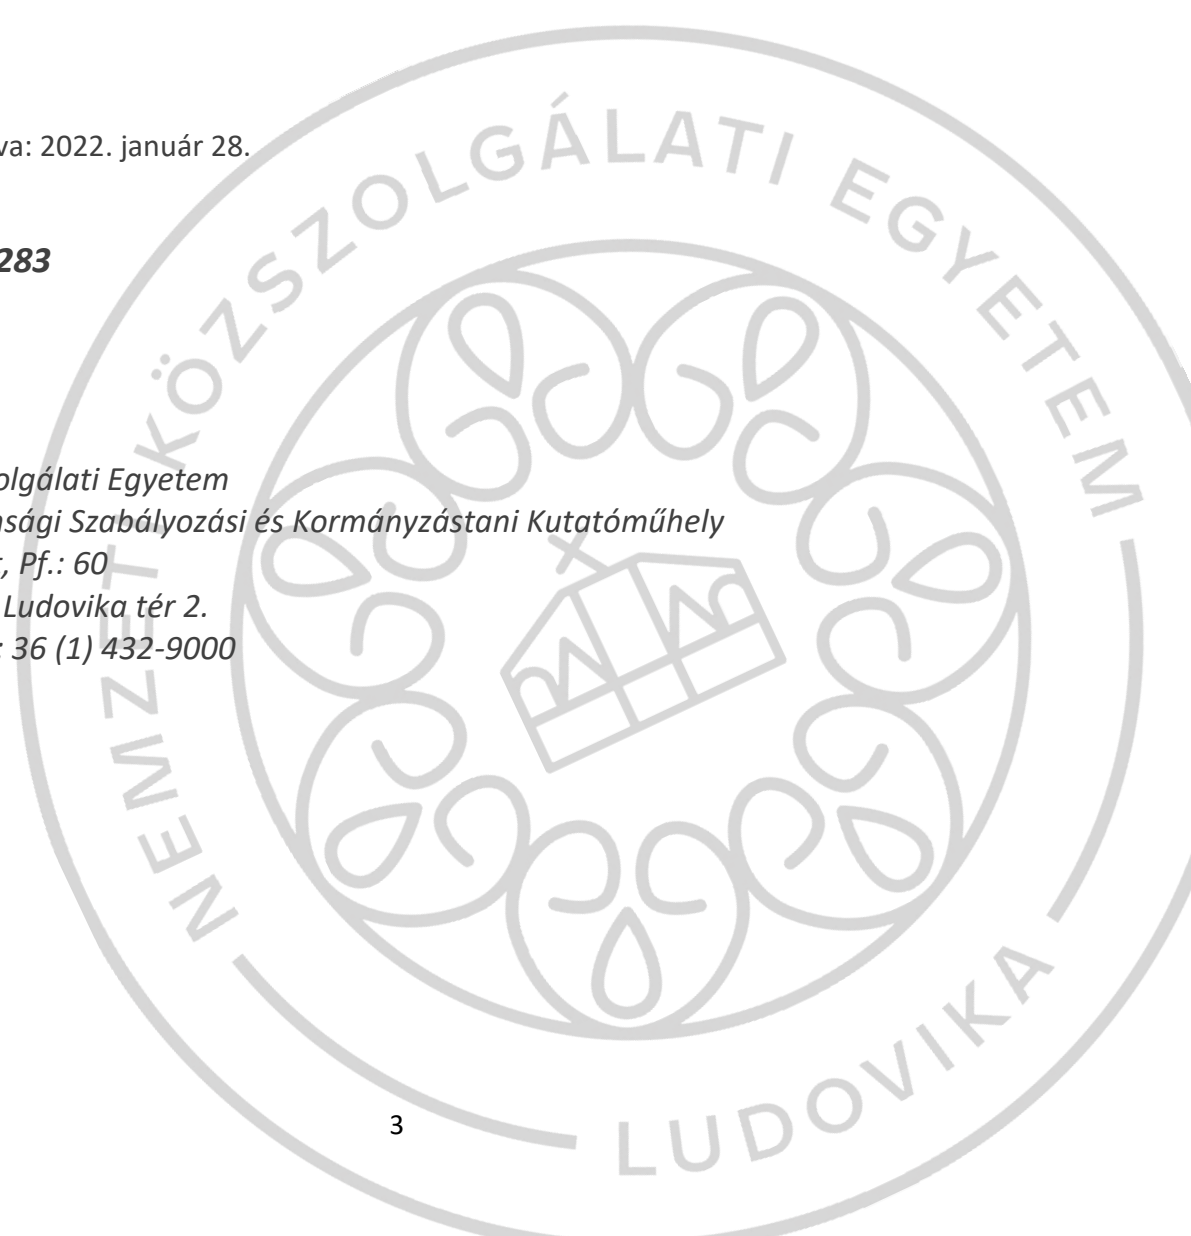 va: 2022. január 28.
283
olgálati Egyetem
nsági Szabályozási és Kormányzástani Kutatóműhely
t, Pf.: 60
Ludovika tér 2.
: 36 (1) 432-9000
NEMZETI KÖZSZOLGÁLATI EGYETEM
LUDOVIKA
3